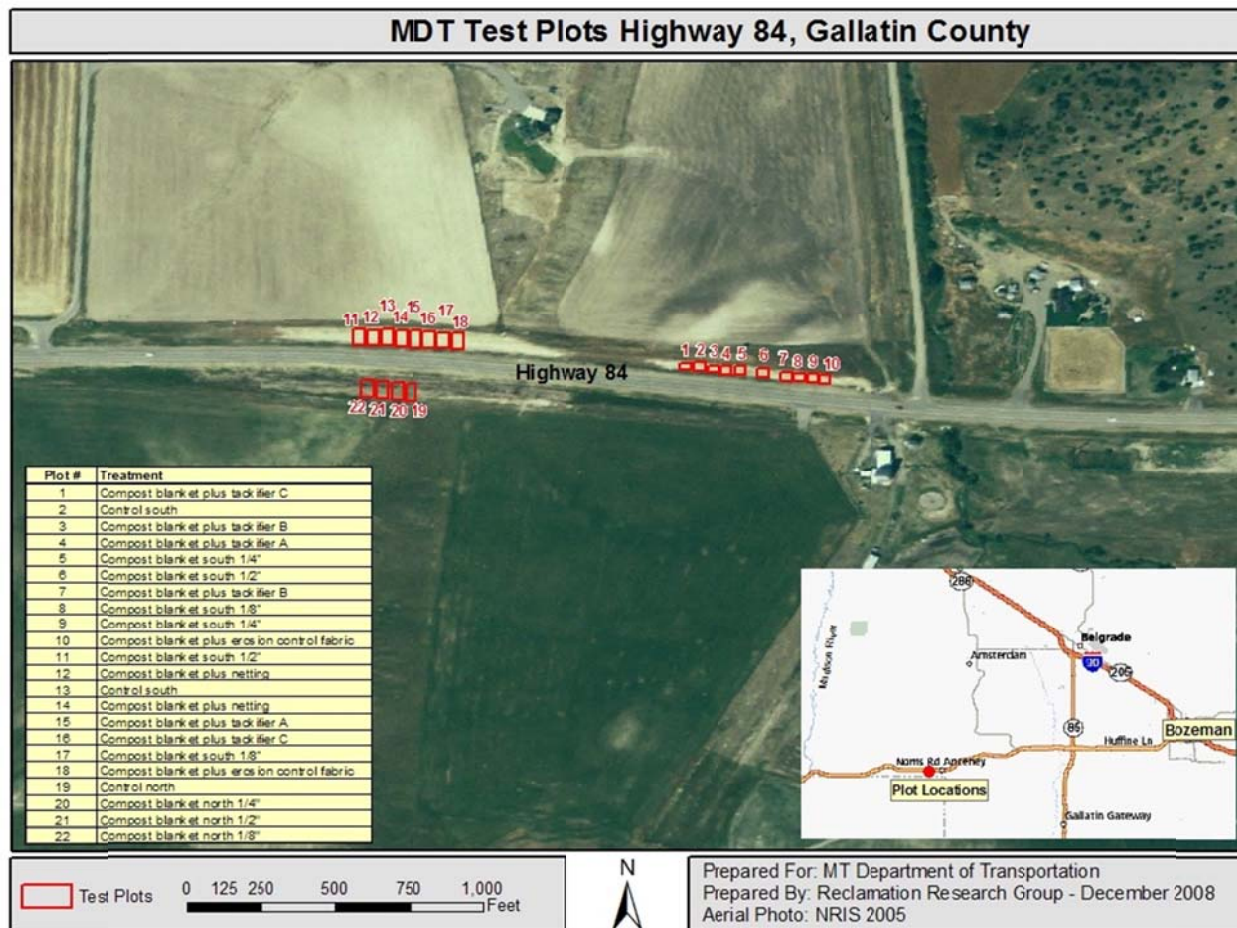 MDT Test Plots Highway 84, Gallatin County
11 12 13 14 15 16 17 18
1 2 3 4 5 6 7 8 9 10
Highway 84
22 21 20 19
Plot # Treatment
1 Compost blanket plus tackifier C
2 Control south
3 Compost blanket plus tackifier B
4 Compost blanket plus tackifier A
5 Compost blanket south 1/4"
6 Compost blanket south 1/2"
7 Compost blanket plus tackifier B
8 Compost blanket south 1/8"
9 Compost blanket south 1/4"
10 Compost blanket plus erosion control fabric
11 Compost blanket south 1/2"
12 Compost blanket plus netting
13 Control south
14 Compost blanket plus netting
15 Compost blanket plus tackifier A
16 Compost blanket plus tackifier C
17 Compost blanket south 1/8"
18 Compost blanket plus erosion control fabric
19 Control north
20 Compost blanket north 1/4"
21 Compost blanket north 1/2"
22 Compost blanket north 1/8"
Madison River
Amsterdam
Belgrade
90
205
85
Huffine Ln
Bozeman
Norris Rd
Plot Locations
Gallatin Gateway
Test Plots
0 125 250 500 750 1,000
Feet
N
Prepared For: MT Department of Transportation
Prepared By: Reclamation Research Group - December 2008
Aerial Photo: NRIS 2005